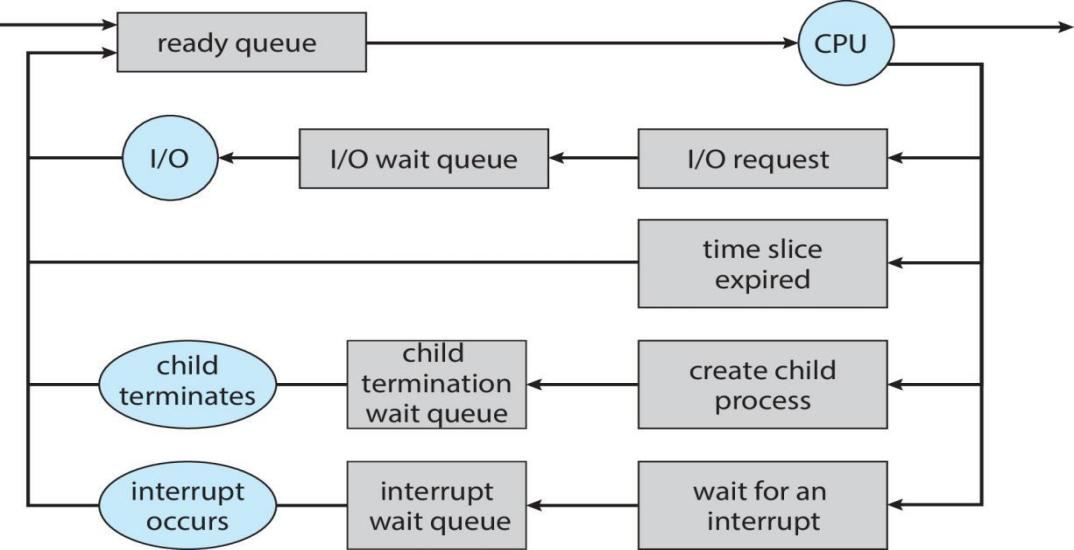 ready queue
CPU
I/O
I/O wait queue
I/O request
time slice
expired
child
terminates
child
termination
wait queue
create child
process
interrupt
occurs
interrupt
wait queue
wait for an
interrupt